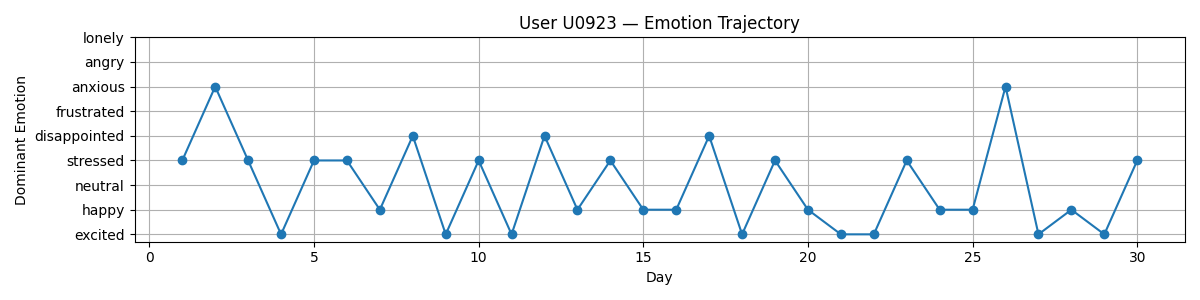 User U0923 — Emotion Trajectory
Dominant Emotion
lonely
angry
anxious
frustrated
disappointed
stressed
neutral
happy
excited
0 5 10 15 20 25 30
Day